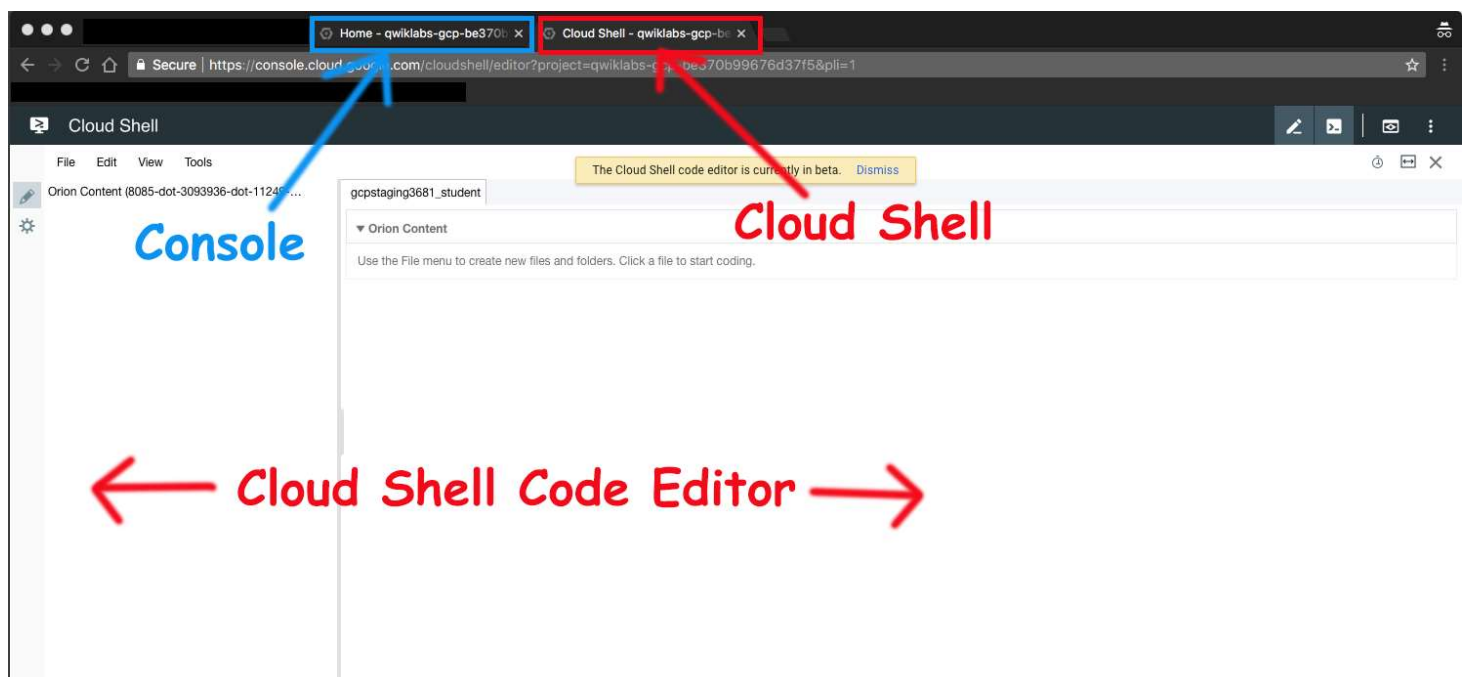 Home - qwiklabs-gcp-be370b
Cloud Shell - qwiklabs-gcp-be
Secure | https://console.cloud.google.com/cloudshell/editor?project=qwiklabs-gcp-be370b99676d37f5&pli=1
Cloud Shell
File Edit View Tools
The Cloud Shell code editor is currently in beta. Dismiss
Orion Content (8085-dot-3093936-dot-11249-...
gcpstaging3681_student
Console
Cloud Shell
▾ Orion Content
Use the File menu to create new files and folders. Click a file to start coding.
Cloud Shell Code Editor